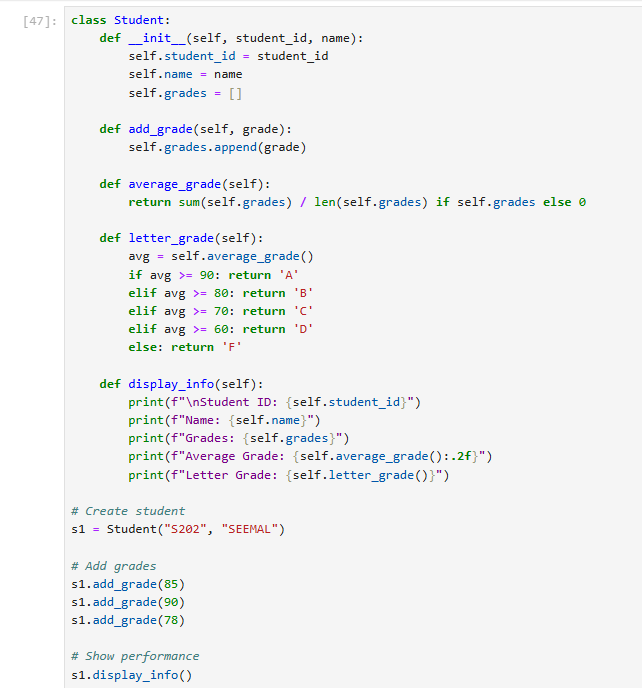 [47]:
class Student:
    def __init__(self, student_id, name):
        self.student_id = student_id
        self.name = name
        self.grades = []

    def add_grade(self, grade):
        self.grades.append(grade)

    def average_grade(self):
        return sum(self.grades) / len(self.grades) if self.grades else 0

    def letter_grade(self):
        avg = self.average_grade()
        if avg >= 90: return 'A'
        elif avg >= 80: return 'B'
        elif avg >= 70: return 'C'
        elif avg >= 60: return 'D'
        else: return 'F'

    def display_info(self):
        print(f"\nStudent ID: {self.student_id}")
        print(f"Name: {self.name}")
        print(f"Grades: {self.grades}")
        print(f"Average Grade: {self.average_grade():.2f}")
        print(f"Letter Grade: {self.letter_grade()}")

# Create student
s1 = Student("S202", "SEEMAL")

# Add grades
s1.add_grade(85)
s1.add_grade(90)
s1.add_grade(78)

# Show performance
s1.display_info()